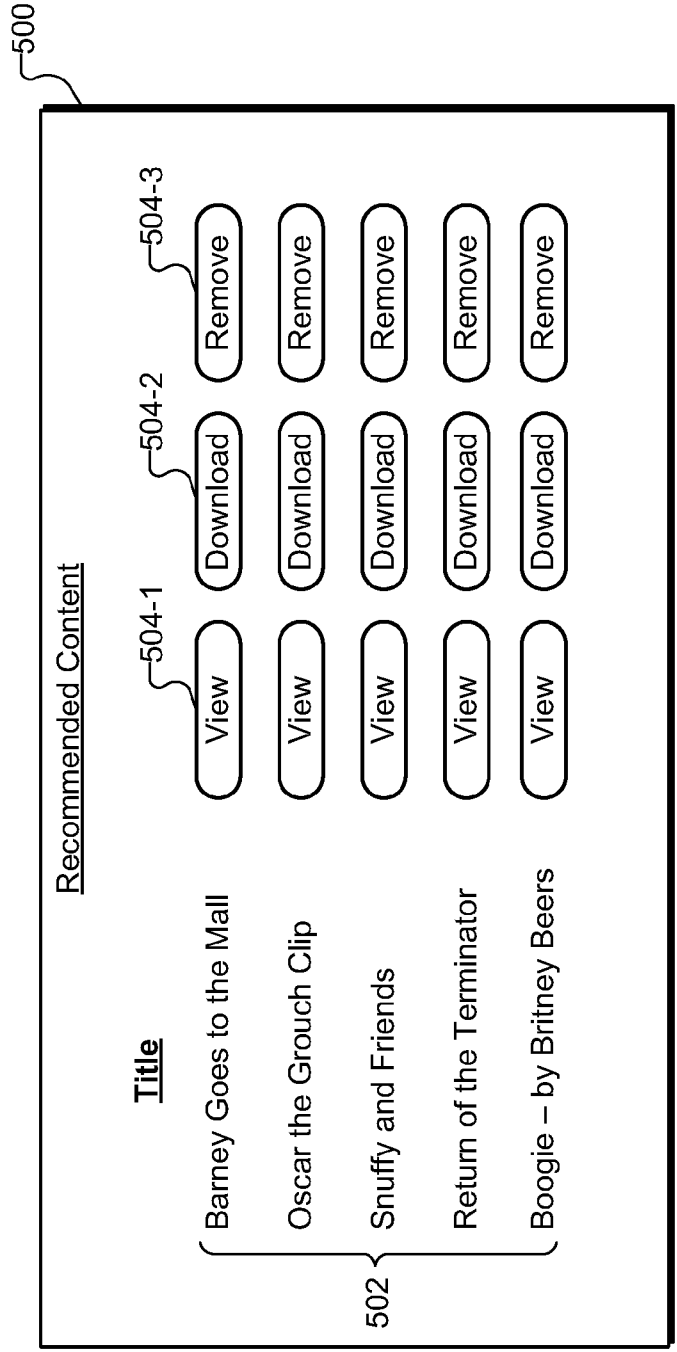 500
Recommended Content
Title
504-1 504-2 504-3
Barney Goes to the Mall View Download Remove
Oscar the Grouch Clip View Download Remove
Snuffy and Friends View Download Remove
502
Return of the Terminator View Download Remove
Boogie – by Britney Beers View Download Remove